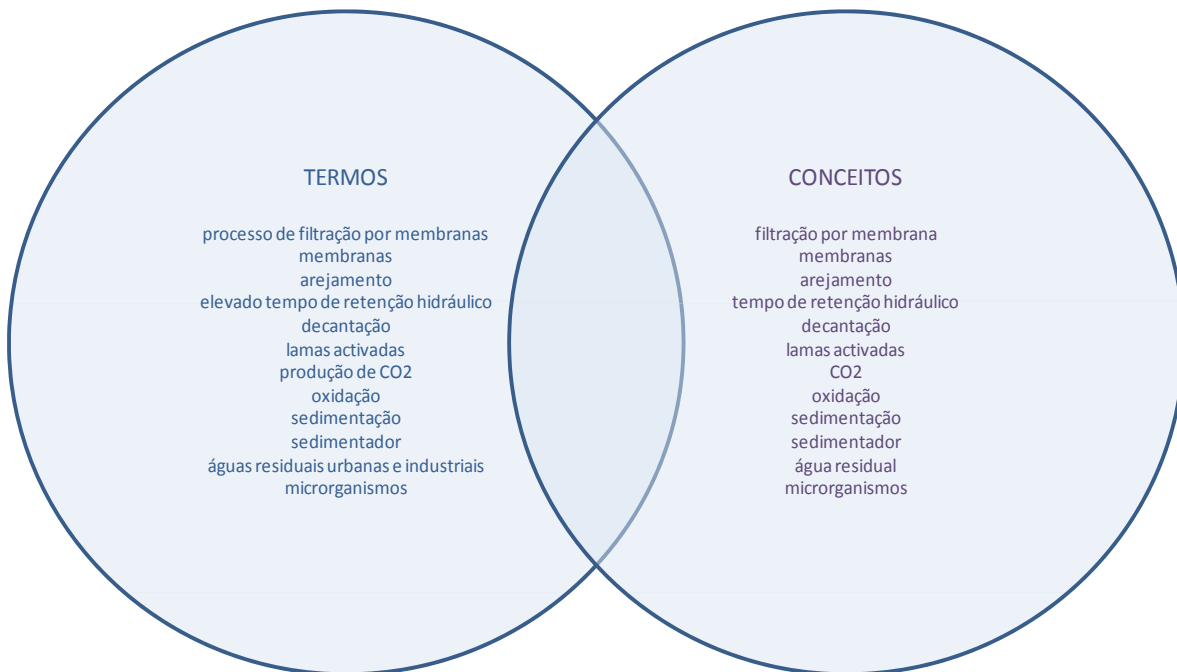 TERMOS
processo de filtração por membranas
membranas
arejamento
elevado tempo de retenção hidráulico
decantação
lamas activadas
produção de CO2
oxidação
sedimentação
sedimentador
águas residuais urbanas e industriais
microrganismos
CONCEITOS
filtração por membrana
membranas
arejamento
tempo de retenção hidráulico
decantação
lamas activadas
CO2
oxidação
sedimentação
sedimentador
água residual
microrganismos